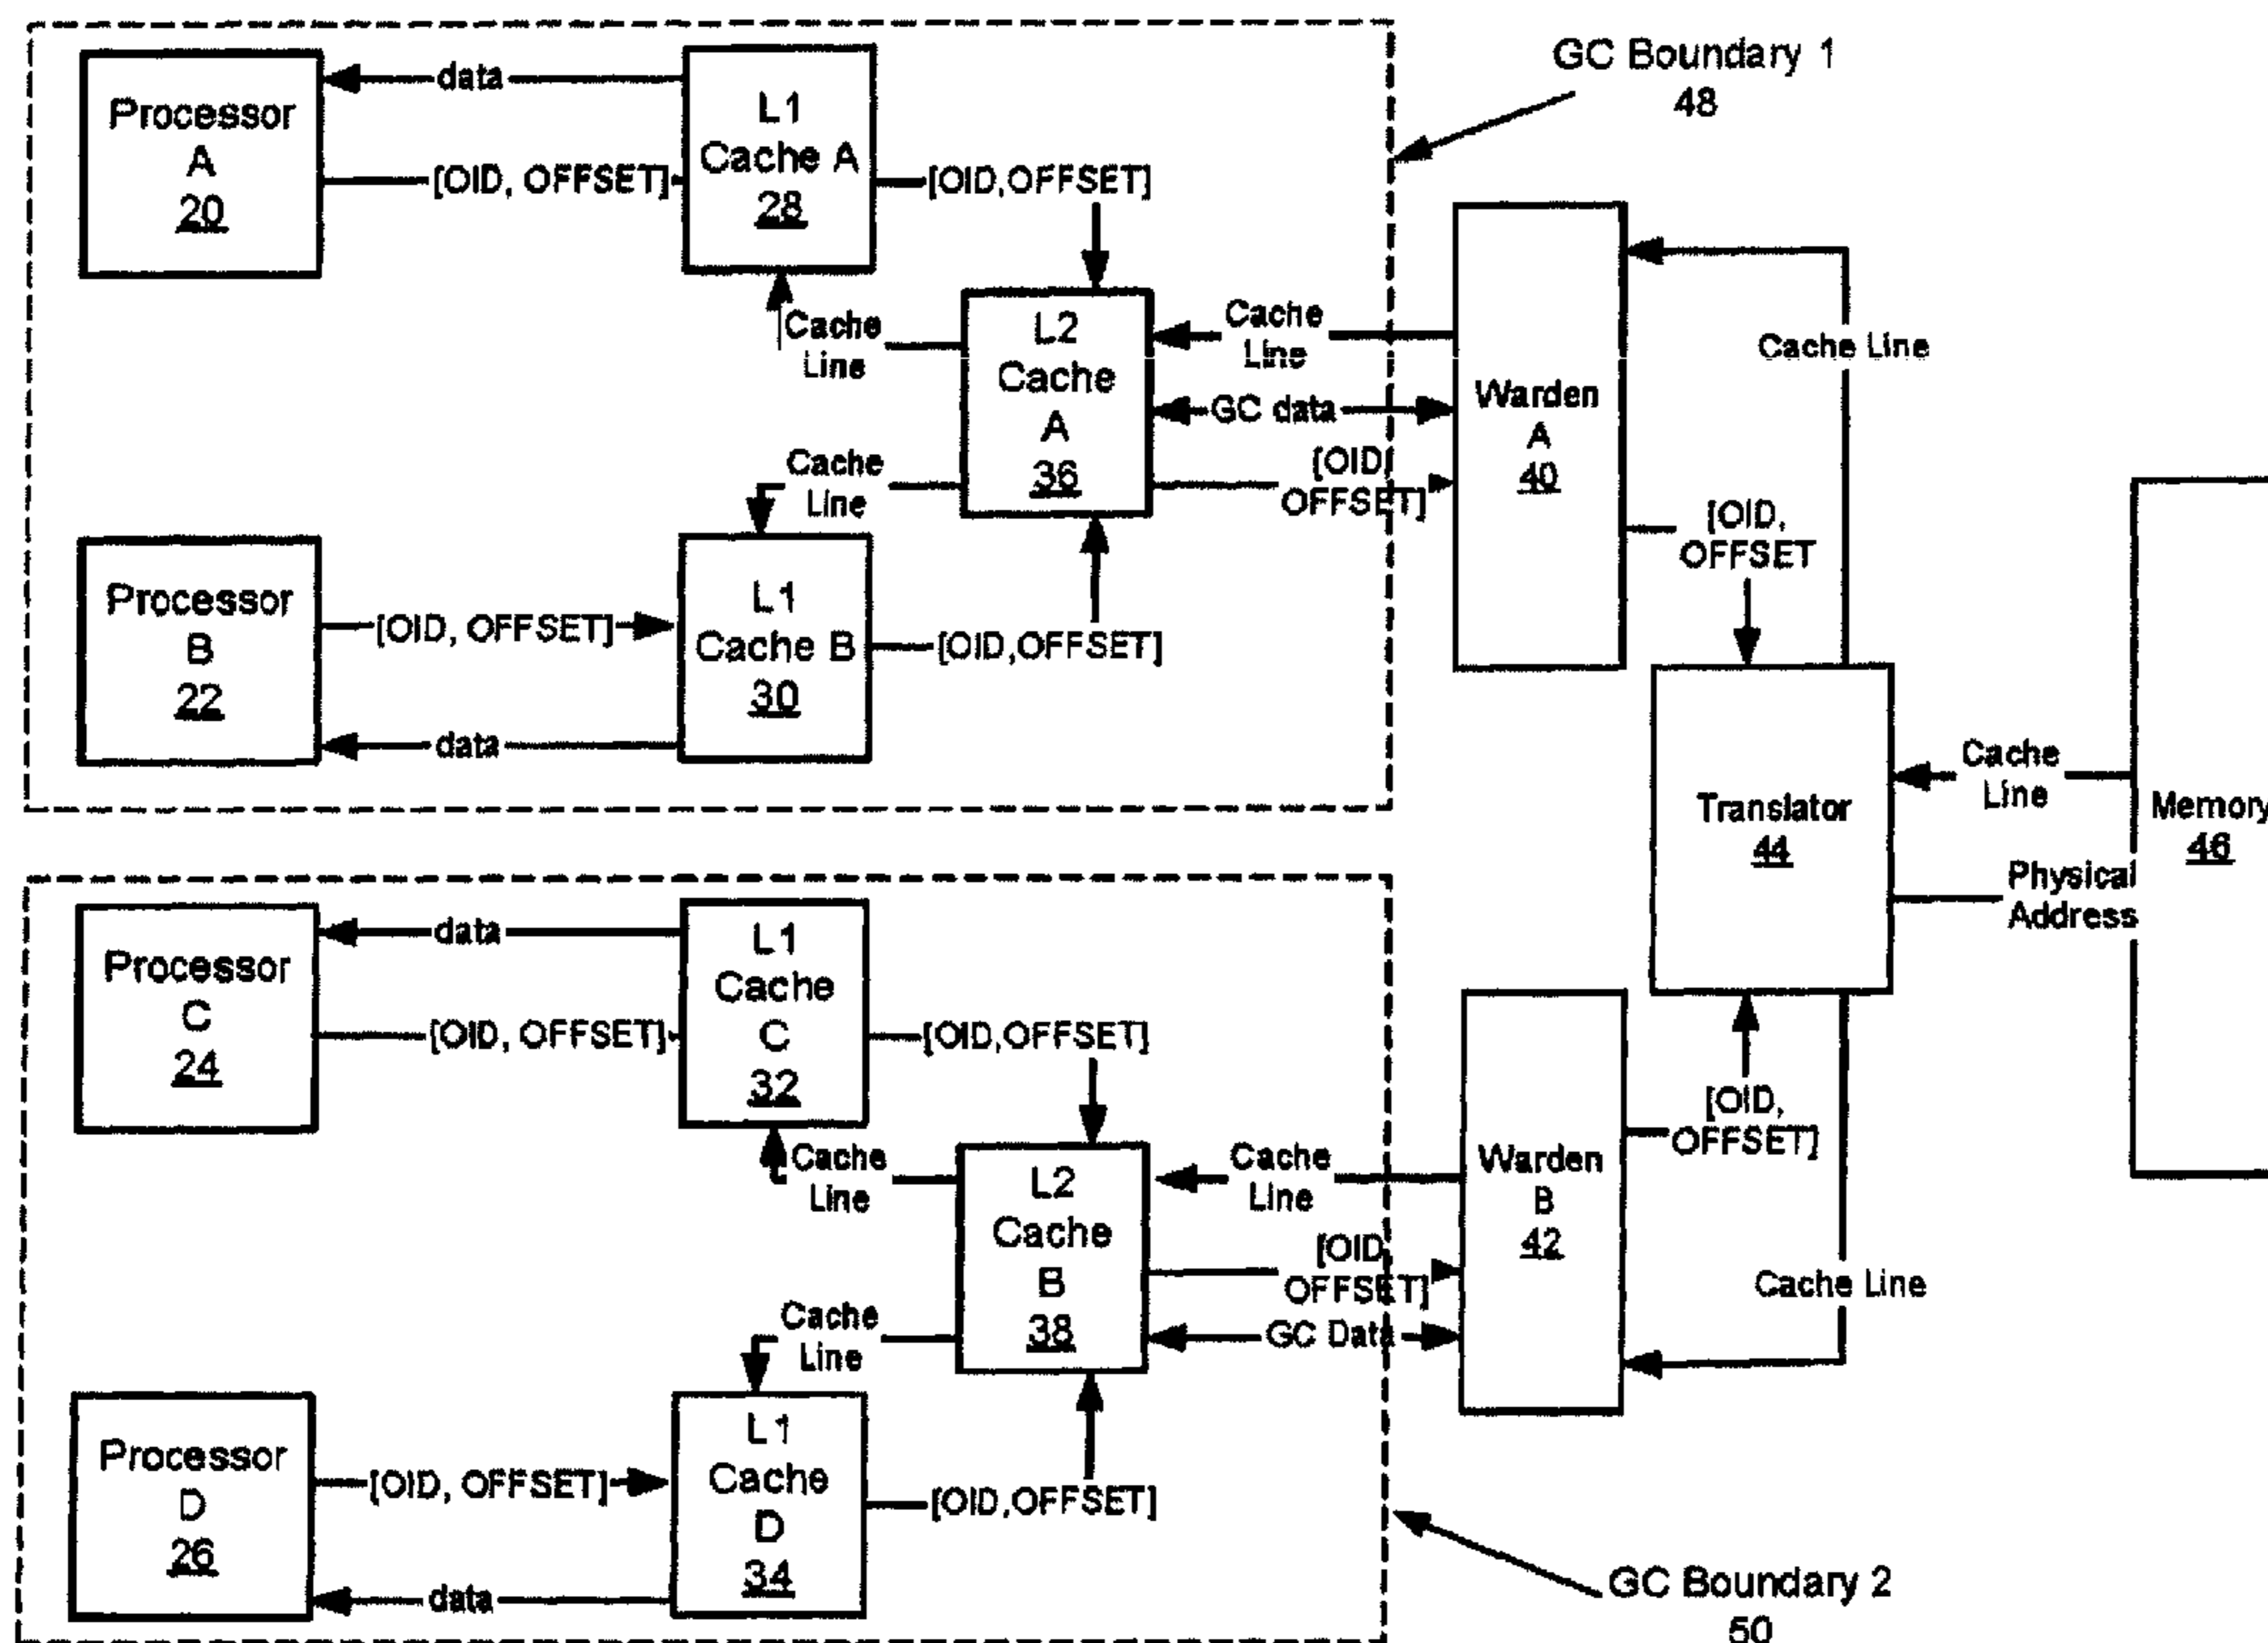 data
Processor
A
20
[OID, OFFSET]
L1
Cache A
28
[OID,OFFSET]
GC Boundary 1
48
Cache
Line
L2
Cache
A
36
Cache
Line
GC data
[OID
OFFSET]
Warden
A
40
Cache Line
[OID,
OFFSET
Cache
Line
Processor
B
22
[OID, OFFSET]
data
L1
Cache B
30
[OID,OFFSET]
Translator
44
Cache
Line
Physical
Address
Memory
46
data
Processor
C
24
[OID, OFFSET]
L1
Cache
C
32
[OID,OFFSET]
Cache
Line
L2
Cache
B
38
Cache
Line
[OID
OFFSET]
GC Data
Warden
B
42
[OID,
OFFSET]
Cache Line
Cache
Line
Processor
D
26
[OID, OFFSET]
data
L1
Cache
D
34
[OID,OFFSET]
GC Boundary 2
50